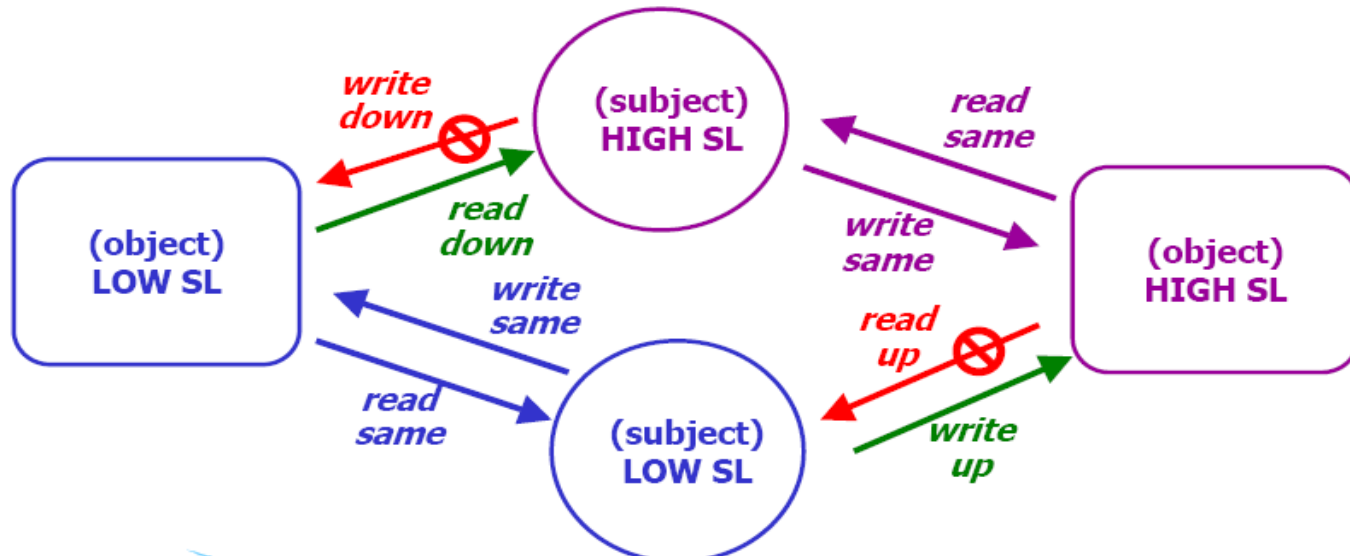 write
down
(subject)
HIGH SL
read
same
read
down
write
same
(object)
LOW SL
(object)
HIGH SL
write
same
read
up
read
same
(subject)
LOW SL
write
up